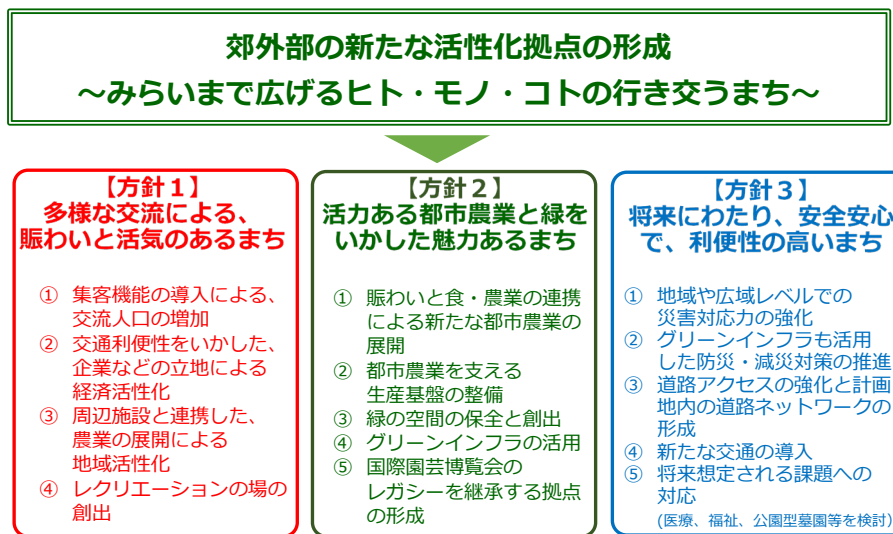 郊外部の新たな活性化拠点の形成
～みらいまで広げるヒト・モノ・コトの行き交うまち～
【方針１】
多様な交流による、
賑わいと活気のあるまち
① 集客機能の導入による、
交流人口の増加
② 交通利便性をいかした、
企業などの立地による
経済活性化
③ 周辺施設と連携した、
農業の展開による
地域活性化
④ レクリエーションの場の
創出
【方針２】
活力ある都市農業と緑を
いかした魅力あるまち
① 賑わいと食・農業の連携
による新たな都市農業の
展開
② 都市農業を支える
生産基盤の整備
③ 緑の空間の保全と創出
④ グリーンインフラの活用
⑤ 国際園芸博覧会の
レガシーを継承する拠点
の形成
【方針３】
将来にわたり、安全安心
で、利便性の高いまち
① 地域や広域レベルでの
災害対応力の強化
② グリーンインフラも活用
した防災・減災対策の推進
③ 道路アクセスの強化と計画
地内の道路ネットワークの
形成
④ 新たな交通の導入
⑤ 将来想定される課題への
対応
(医療、福祉、公園型墓園等を検討)